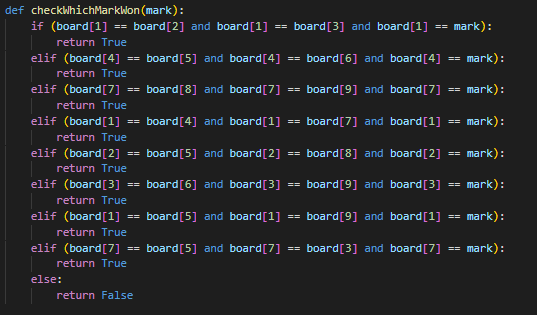 def checkWhichMarkWon(mark):
    if (board[1] == board[2] and board[1] == board[3] and board[1] == mark):
        return True
    elif (board[4] == board[5] and board[4] == board[6] and board[4] == mark):
        return True
    elif (board[7] == board[8] and board[7] == board[9] and board[7] == mark):
        return True
    elif (board[1] == board[4] and board[1] == board[7] and board[1] == mark):
        return True
    elif (board[2] == board[5] and board[2] == board[8] and board[2] == mark):
        return True
    elif (board[3] == board[6] and board[3] == board[9] and board[3] == mark):
        return True
    elif (board[1] == board[5] and board[1] == board[9] and board[1] == mark):
        return True
    elif (board[7] == board[5] and board[7] == board[3] and board[7] == mark):
        return True
    else:
        return False